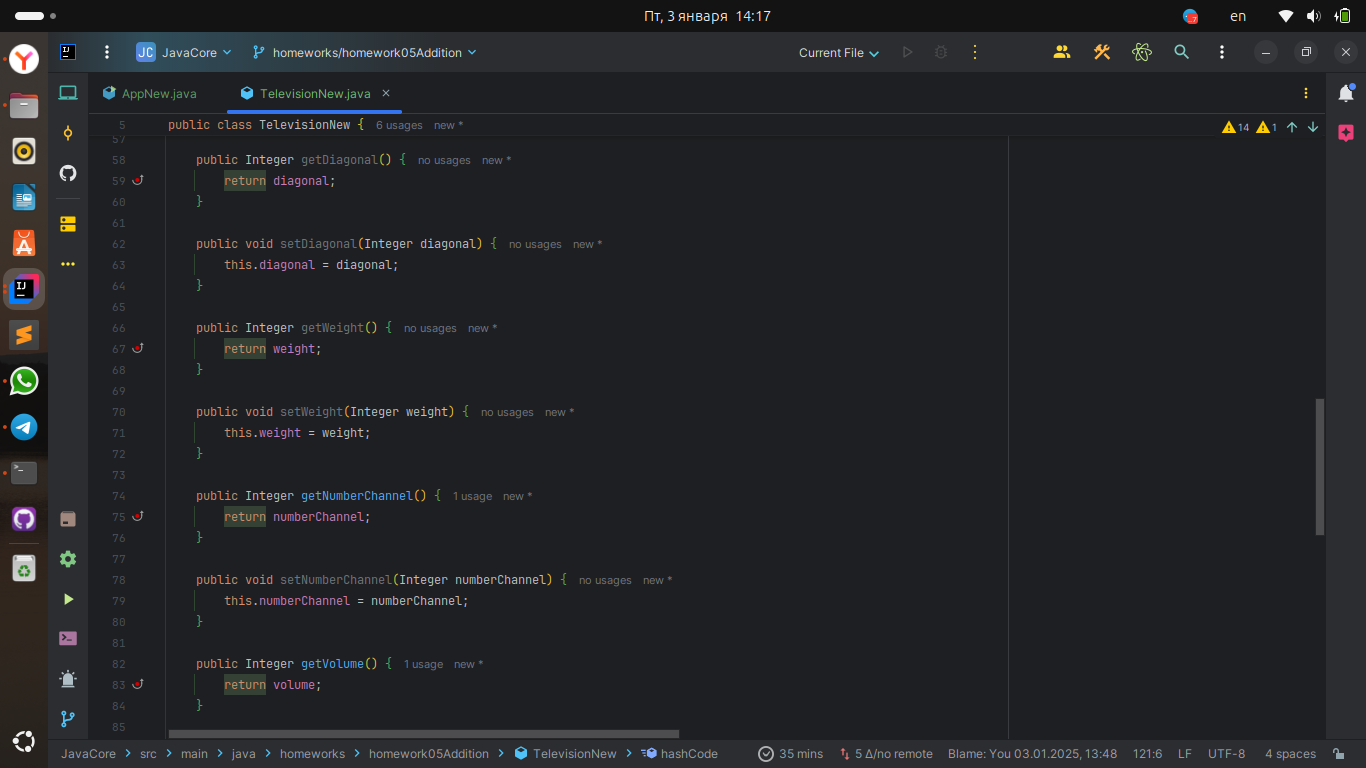 Пт, 3 января 14:17
en
JC JavaCore homeworks/homework05Addition Current File
AppNew.java TelevisionNew.java
5 public class TelevisionNew { 6 usages new *
14 1
57
58 public Integer getDiagonal() { no usages new *
59 return diagonal;
60 }
61
62 public void setDiagonal(Integer diagonal) { no usages new *
63 this.diagonal = diagonal;
64 }
65
66 public Integer getWeight() { no usages new *
67 return weight;
68 }
69
70 public void setWeight(Integer weight) { no usages new *
71 this.weight = weight;
72 }
73
74 public Integer getNumberChannel() { 1 usage new *
75 return numberChannel;
76 }
77
78 public void setNumberChannel(Integer numberChannel) { no usages new *
79 this.numberChannel = numberChannel;
80 }
81
82 public Integer getVolume() { 1 usage new *
83 return volume;
84 }
85
JavaCore src main java homeworks homework05Addition TelevisionNew hashCode 35 mins 5 Δ/no remote Blame: You 03.01.2025, 13:48 121:6 LF UTF-8 4 spaces